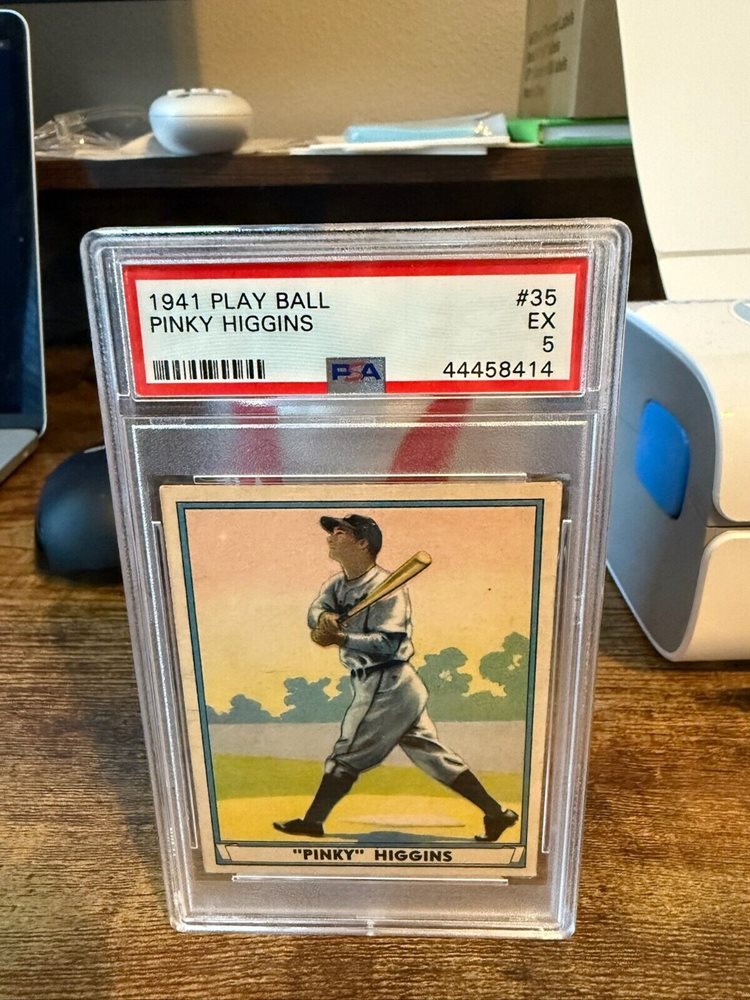 1941 PLAY BALL #35
PINKY HIGGINS EX
5
PSA 44458414
"PINKY" HIGGINS